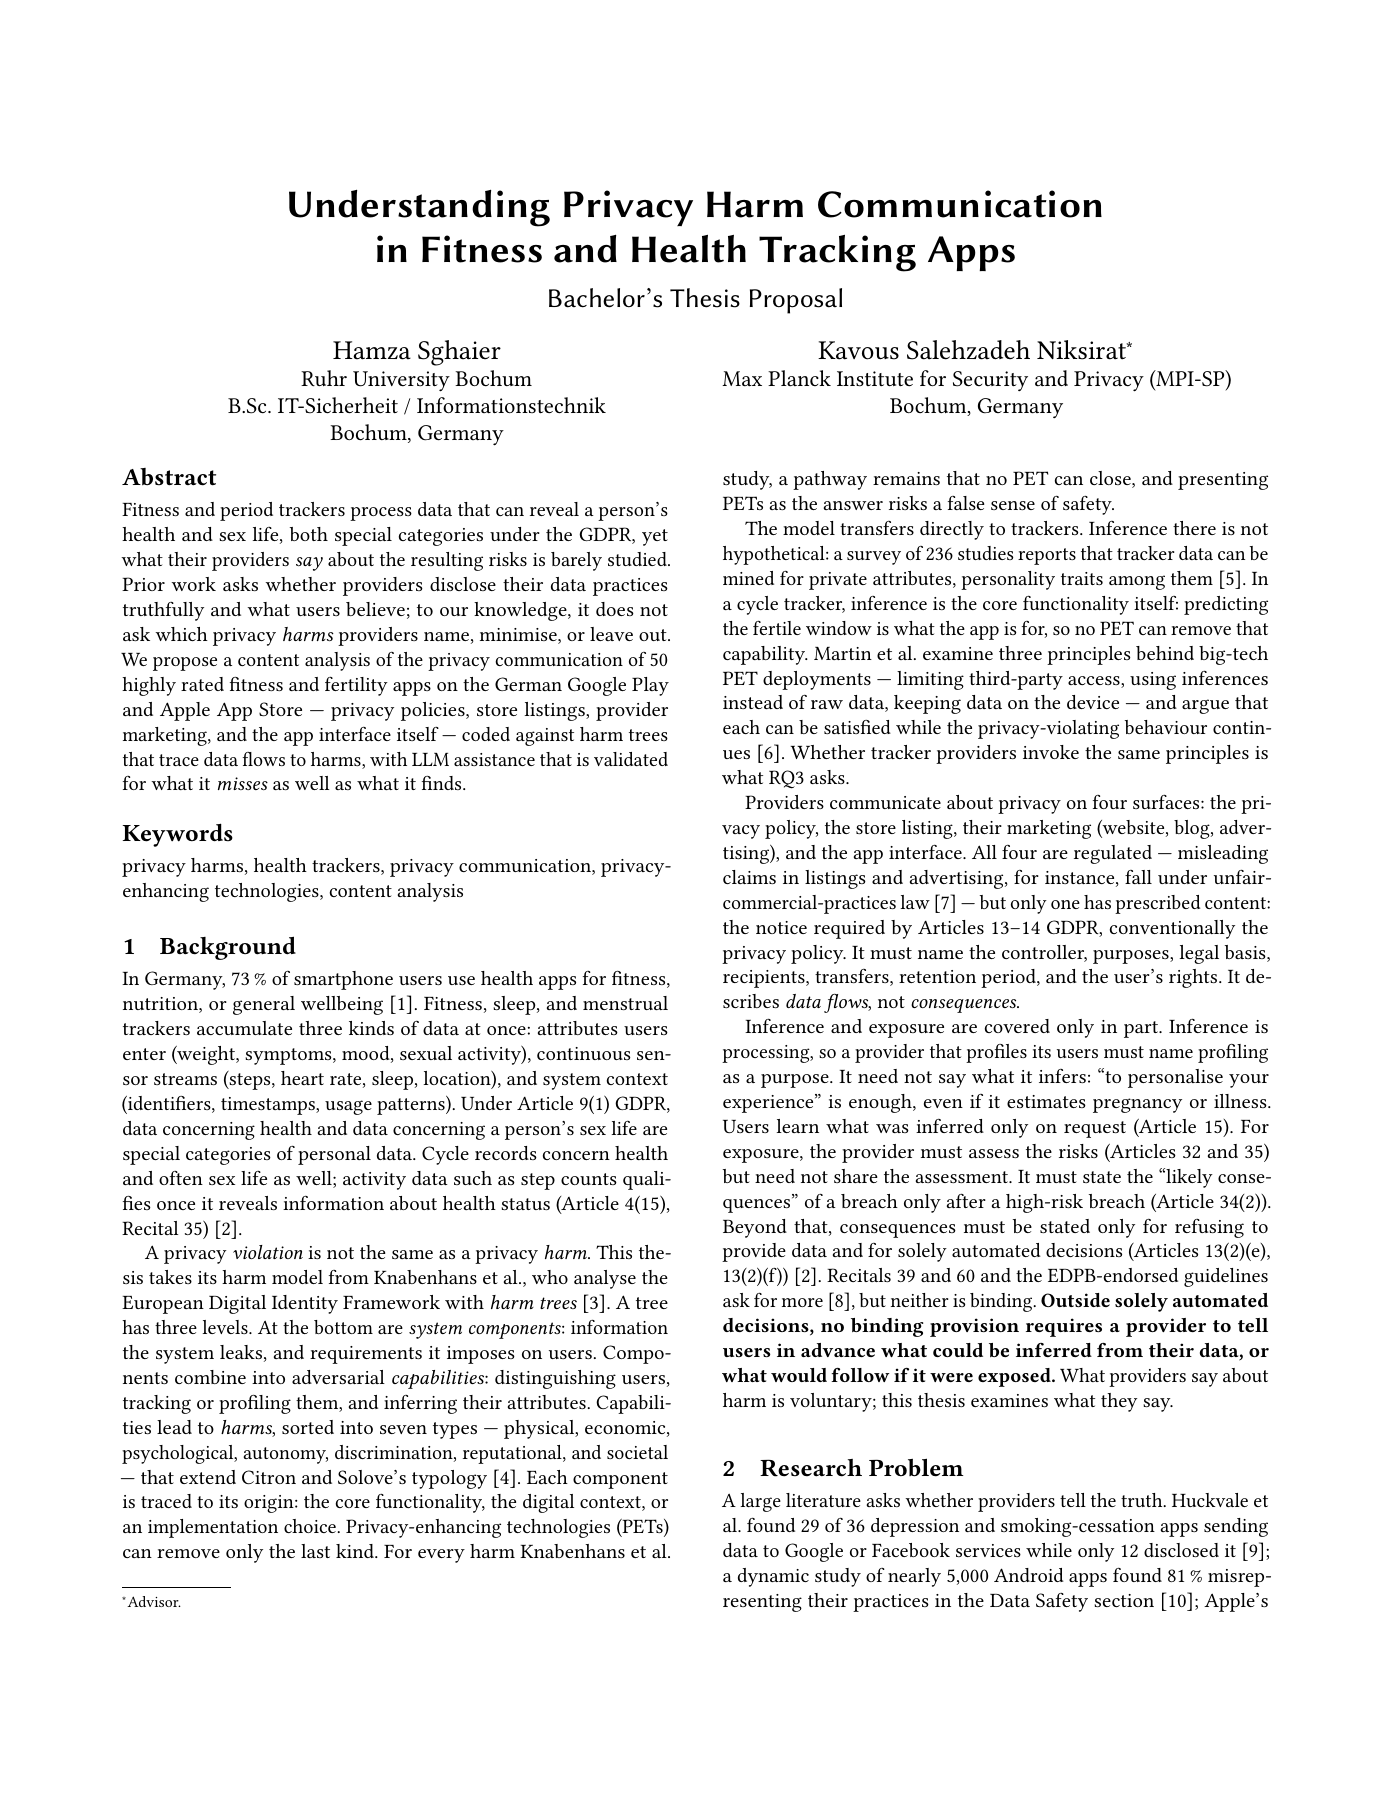 Understanding Privacy Harm Communication
in Fitness and Health Tracking Apps
Bachelor's Thesis Proposal
Hamza Sghaier
Ruhr University Bochum
B.Sc. IT-Sicherheit / Informationstechnik
Bochum, Germany
Kavous Salehzadeh Niksirat*
Max Planck Institute for Security and Privacy (MPI-SP)
Bochum, Germany
Abstract
Fitness and period trackers process data that can reveal a person's
health and sex life, both special categories under the GDPR, yet
what their providers say about the resulting risks is barely studied.
Prior work asks whether providers disclose their data practices
truthfully and what users believe; to our knowledge, it does not
ask which privacy harms providers name, minimise, or leave out.
We propose a content analysis of the privacy communication of 50
highly rated fitness and fertility apps on the German Google Play
and Apple App Store — privacy policies, store listings, provider
marketing, and the app interface itself — coded against harm trees
that trace data flows to harms, with LLM assistance that is validated
for what it misses as well as what it finds.
Keywords
privacy harms, health trackers, privacy communication, privacy-
enhancing technologies, content analysis
1 Background
In Germany, 73 % of smartphone users use health apps for fitness,
nutrition, or general wellbeing [1]. Fitness, sleep, and menstrual
trackers accumulate three kinds of data at once: attributes users
enter (weight, symptoms, mood, sexual activity), continuous sen-
sor streams (steps, heart rate, sleep, location), and system context
(identifiers, timestamps, usage patterns). Under Article 9(1) GDPR,
data concerning health and data concerning a person's sex life are
special categories of personal data. Cycle records concern health
and often sex life as well; activity data such as step counts quali-
fies once it reveals information about health status (Article 4(15),
Recital 35) [2].
A privacy violation is not the same as a privacy harm. This the-
sis takes its harm model from Knabenhans et al., who analyse the
European Digital Identity Framework with harm trees [3]. A tree
has three levels. At the bottom are system components: information
the system leaks, and requirements it imposes on users. Compo-
nents combine into adversarial capabilities: distinguishing users,
tracking or profiling them, and inferring their attributes. Capabili-
ties lead to harms, sorted into seven types — physical, economic,
psychological, autonomy, discrimination, reputational, and societal
— that extend Citron and Solove's typology [4]. Each component
is traced to its origin: the core functionality, the digital context, or
an implementation choice. Privacy-enhancing technologies (PETs)
can remove only the last kind. For every harm Knabenhans et al.
*Advisor.
study, a pathway remains that no PET can close, and presenting
PETs as the answer risks a false sense of safety.
The model transfers directly to trackers. Inference there is not
hypothetical: a survey of 236 studies reports that tracker data can be
mined for private attributes, personality traits among them [5]. In
a cycle tracker, inference is the core functionality itself: predicting
the fertile window is what the app is for, so no PET can remove that
capability. Martin et al. examine three principles behind big-tech
PET deployments — limiting third-party access, using inferences
instead of raw data, keeping data on the device — and argue that
each can be satisfied while the privacy-violating behaviour contin-
ues [6]. Whether tracker providers invoke the same principles is
what RQ3 asks.
Providers communicate about privacy on four surfaces: the pri-
vacy policy, the store listing, their marketing (website, blog, adver-
tising), and the app interface. All four are regulated — misleading
claims in listings and advertising, for instance, fall under unfair-
commercial-practices law [7] — but only one has prescribed content:
the notice required by Articles 13–14 GDPR, conventionally the
privacy policy. It must name the controller, purposes, legal basis,
recipients, transfers, retention period, and the user's rights. It de-
scribes data flows, not consequences.
Inference and exposure are covered only in part. Inference is
processing, so a provider that profiles its users must name profiling
as a purpose. It need not say what it infers: “to personalise your
experience” is enough, even if it estimates pregnancy or illness.
Users learn what was inferred only on request (Article 15). For
exposure, the provider must assess the risks (Articles 32 and 35)
but need not share the assessment. It must state the “likely conse-
quences” of a breach only after a high-risk breach (Article 34(2)).
Beyond that, consequences must be stated only for refusing to
provide data and for solely automated decisions (Articles 13(2)(e),
13(2)(f)) [2]. Recitals 39 and 60 and the EDPB-endorsed guidelines
ask for more [8], but neither is binding. Outside solely automated
decisions, no binding provision requires a provider to tell
users in advance what could be inferred from their data, or
what would follow if it were exposed. What providers say about
harm is voluntary; this thesis examines what they say.
2 Research Problem
A large literature asks whether providers tell the truth. Huckvale et
al. found 29 of 36 depression and smoking-cessation apps sending
data to Google or Facebook services while only 12 disclosed it [9];
a dynamic study of nearly 5,000 Android apps found 81 % misrep-
resenting their practices in the Data Safety section [10]; Apple's